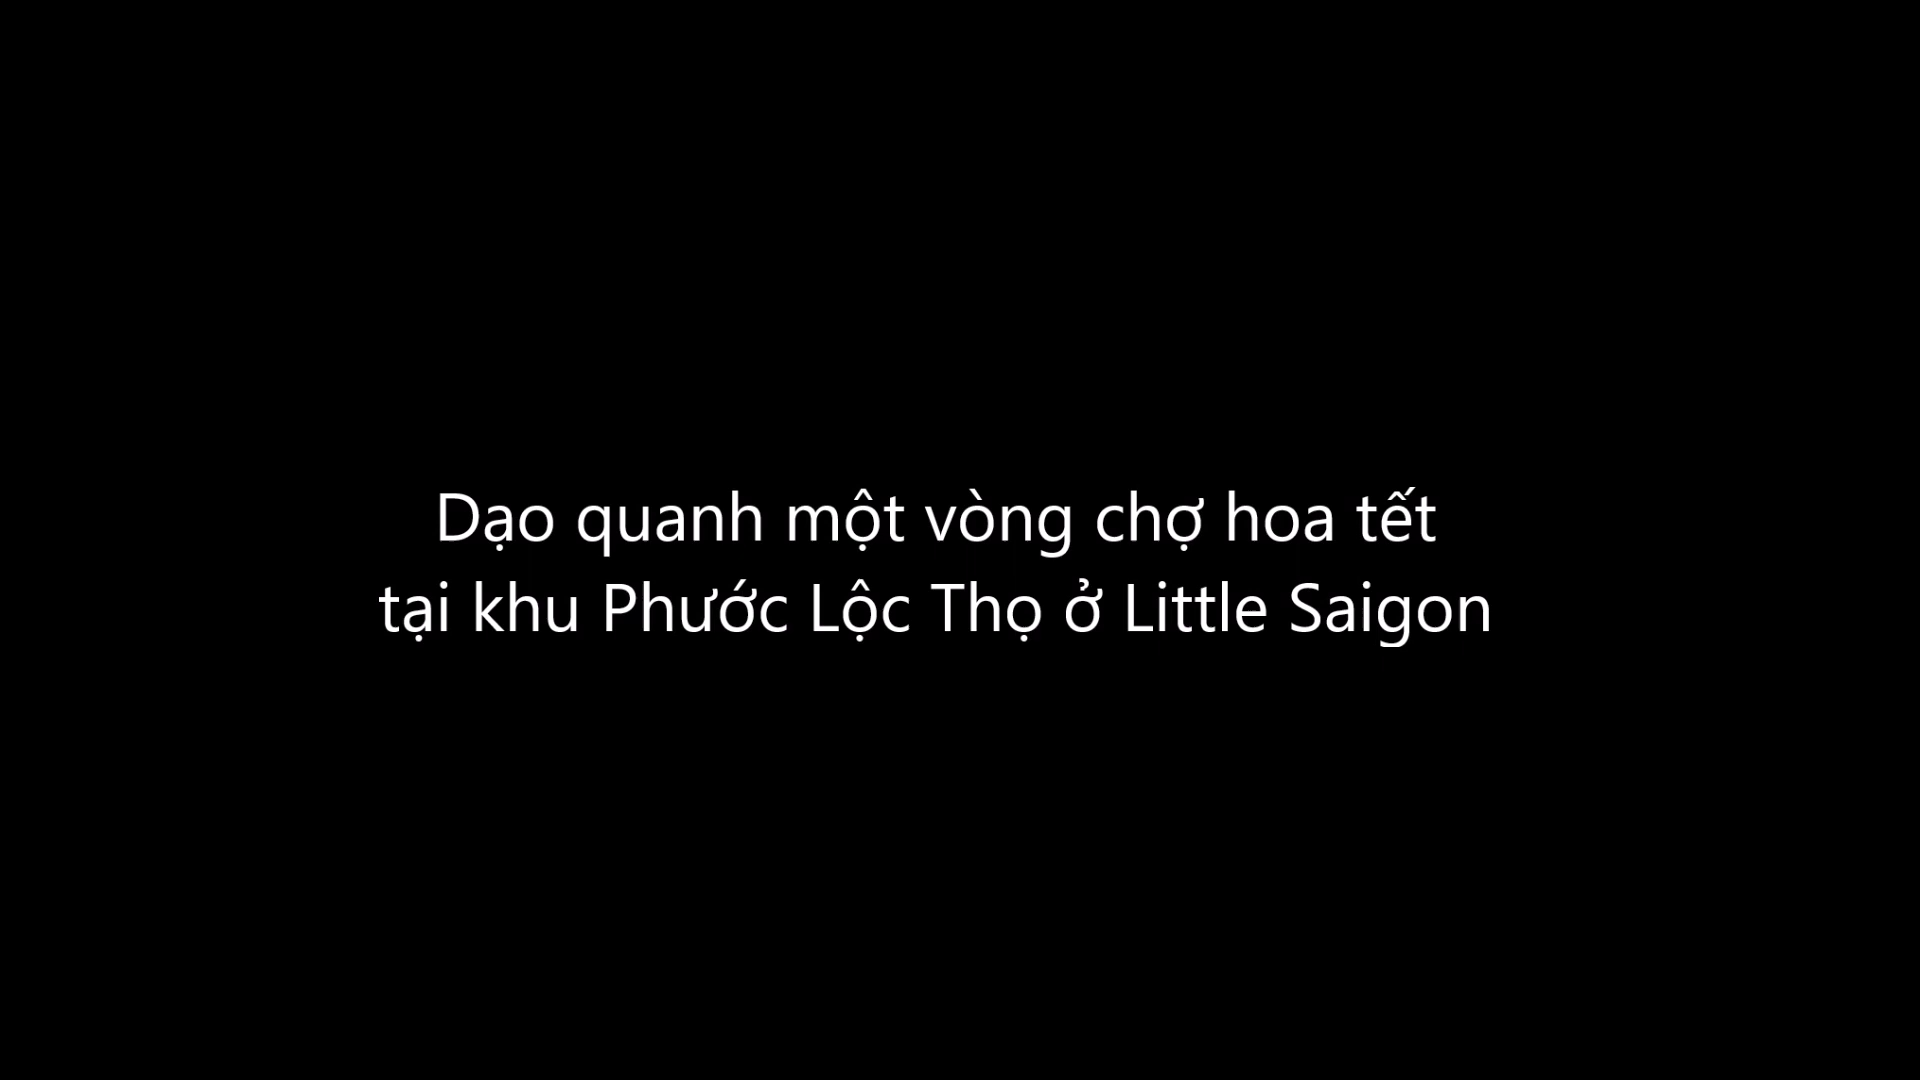 Dạo quanh một vòng chợ hoa tết
tại khu Phước Lộc Thọ ở Little Saigon